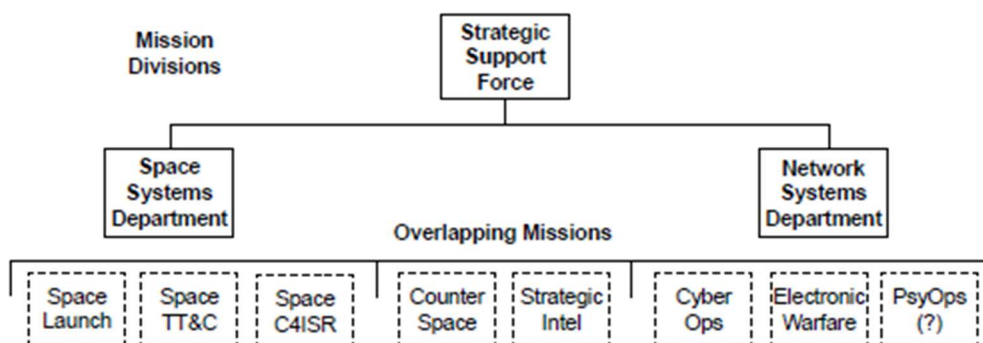 Mission
Divisions
Strategic
Support
Force
Space
Systems
Department
Network
Systems
Department
Overlapping Missions
Space
Launch
Space
TT&C
Space
C4ISR
Counter
Space
Strategic
Intel
Cyber
Ops
Electronic
Warfare
PsyOps
(?)